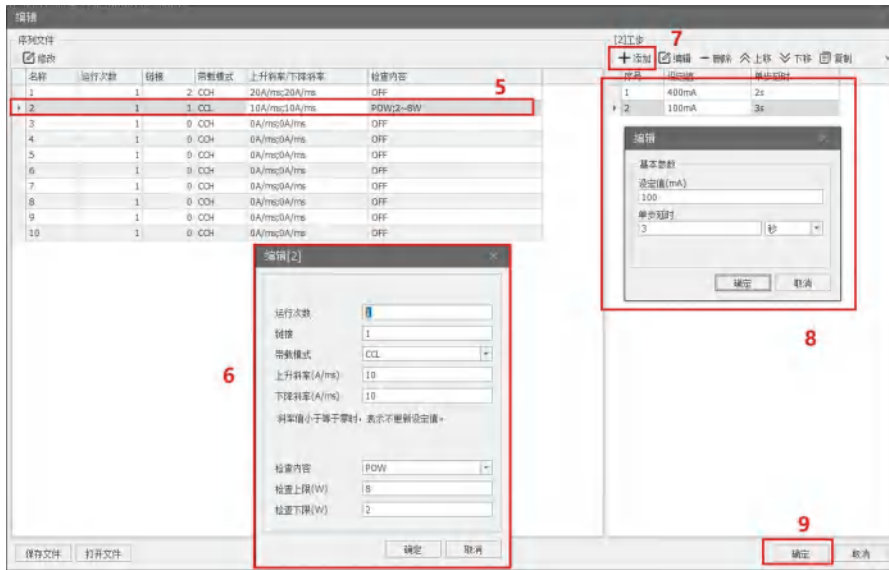 编辑
序列文件
修改
名称 运行次数 链接 带载模式 上升斜率/下降斜率 检查内容
1 1 2 CCH 20A/ms;20A/ms OFF
2 1 1 CCL 10A/ms;10A/ms POW;2~8W
3 1 0 CCH 0A/ms;0A/ms OFF
4 1 0 CCH 0A/ms;0A/ms OFF
5 1 0 CCH 0A/ms;0A/ms OFF
6 1 0 CCH 0A/ms;0A/ms OFF
7 1 0 CCH 0A/ms;0A/ms OFF
8 1 0 CCH 0A/ms;0A/ms OFF
9 1 0 CCH 0A/ms;0A/ms OFF
10 1 0 CCH 0A/ms;0A/ms OFF
5
6
编辑[2]
运行次数
链接 1
带载模式 CCL
上升斜率(A/ms) 10
下降斜率(A/ms) 10
斜率值小于等于零时，表示不更新设定值。
检查内容 POW
检查上限(W) 8
检查下限(W) 2
确定 取消
保存文件 打开文件
7
[2]工步
添加 编辑 删除 上移 下移 复制
序号 设定值 单步延时
1 400mA 2s
2 100mA 3s
编辑
基本参数
设定值(mA)
100
单步延时
3 秒
确定 取消
8
9
确定 取消